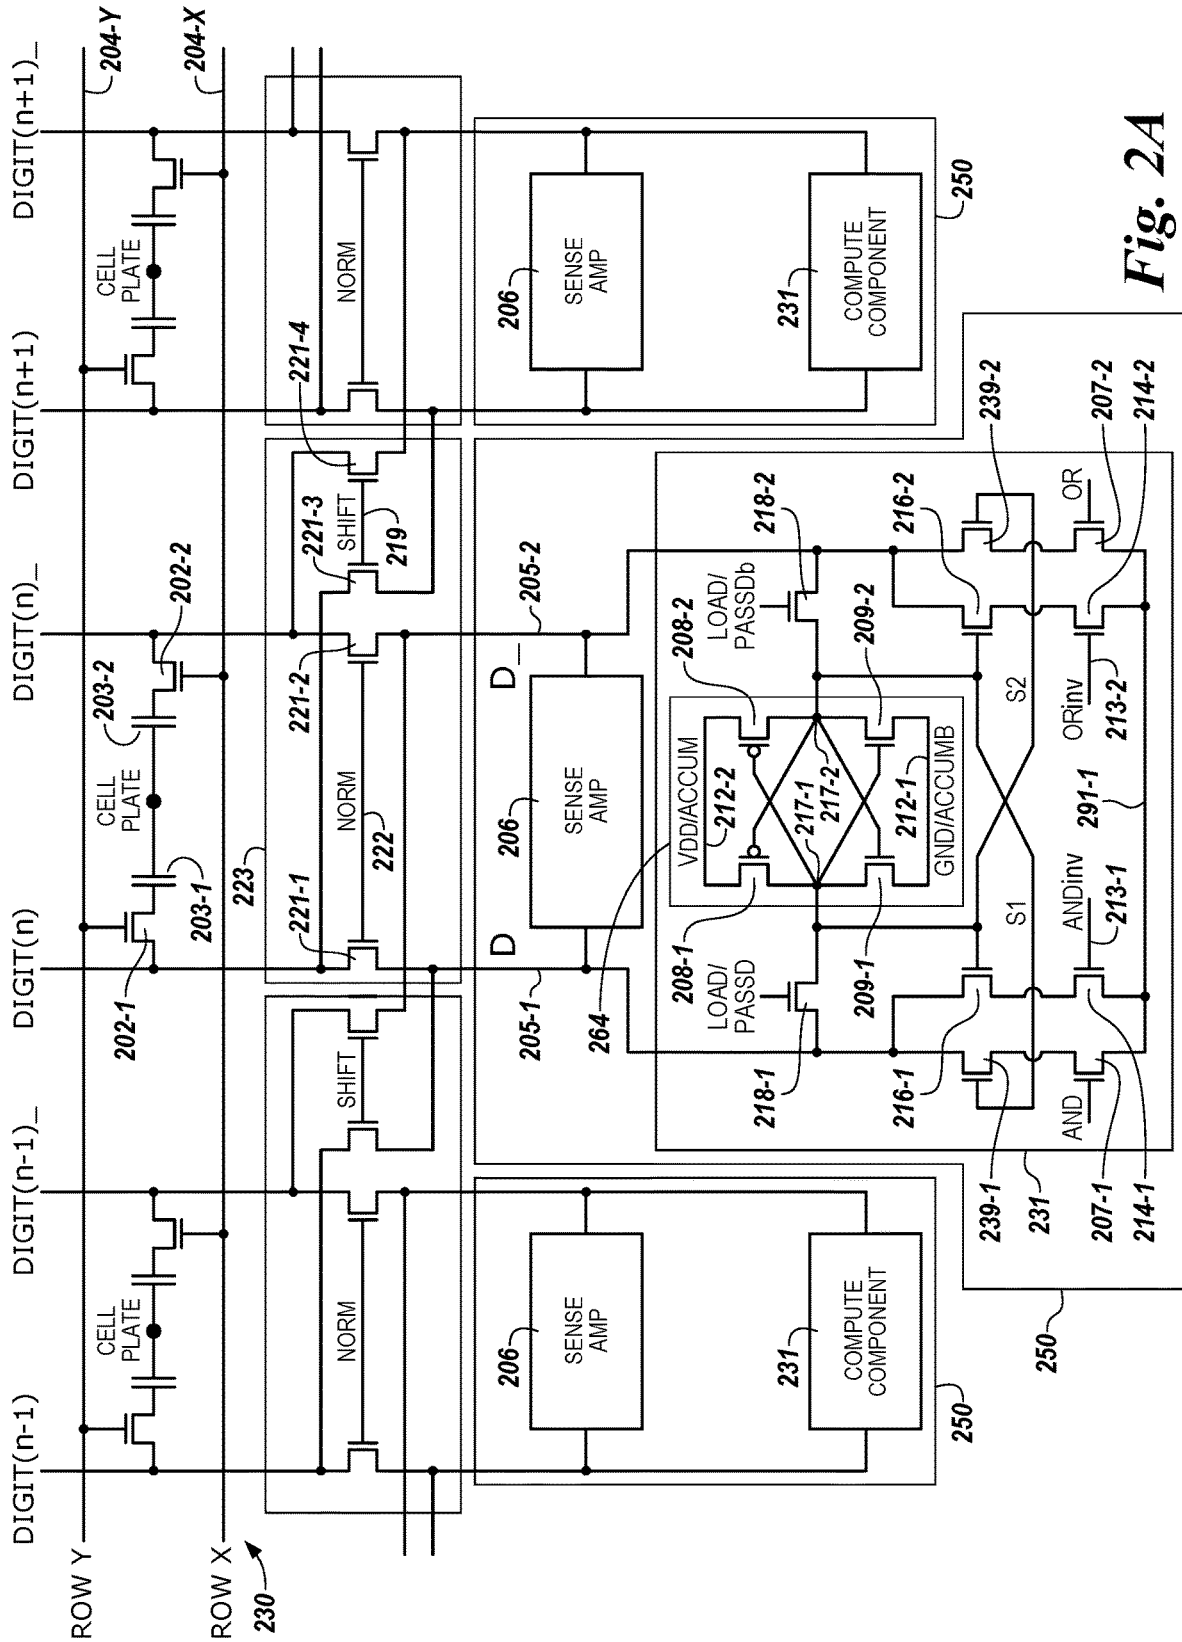 DIGIT(n-1)
DIGIT(n-1)_
DIGIT(n)
DIGIT(n)_
DIGIT(n+1)
DIGIT(n+1)_
ROW Y
204-Y
CELL
PLATE
202-1
203-1
CELL
PLATE
203-2
202-2
CELL
PLATE
ROW X
204-X
230
223
NORM
SHIFT
221-1
NORM
222
221-2
221-3
SHIFT
219
221-4
NORM
D
D_
205-1
205-2
206
SENSE
AMP
206
SENSE
AMP
206
SENSE
AMP
231
COMPUTE
COMPONENT
231
COMPUTE
COMPONENT
250
250
250
264
LOAD/
PASSD
218-1
208-1
VDD/ACCUM
212-2
208-2
LOAD/
PASSDb
218-2
217-1
217-2
209-1
GND/ACCUMB
212-1
209-2
216-1
216-2
239-1
239-2
S1
S2
AND
ANDinv
213-1
291-1
ORinv
213-2
OR
231
207-1
214-1
207-2
214-2
Fig. 2A